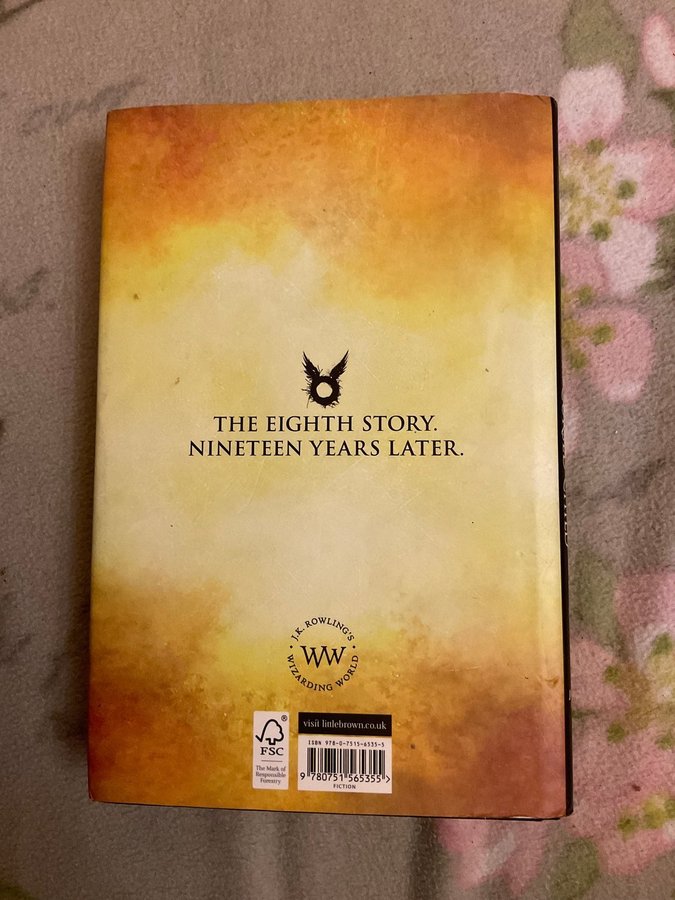 THE EIGHTH STORY.
NINETEEN YEARS LATER.
J.K. ROWLING'S
WW
WIZARDING WORLD
visit littlebrown.co.uk
FSC
®
The Mark of
Responsible
Forestry
ISBN 978-0-7515-6535-5
9 780751 565355 >
FICTION